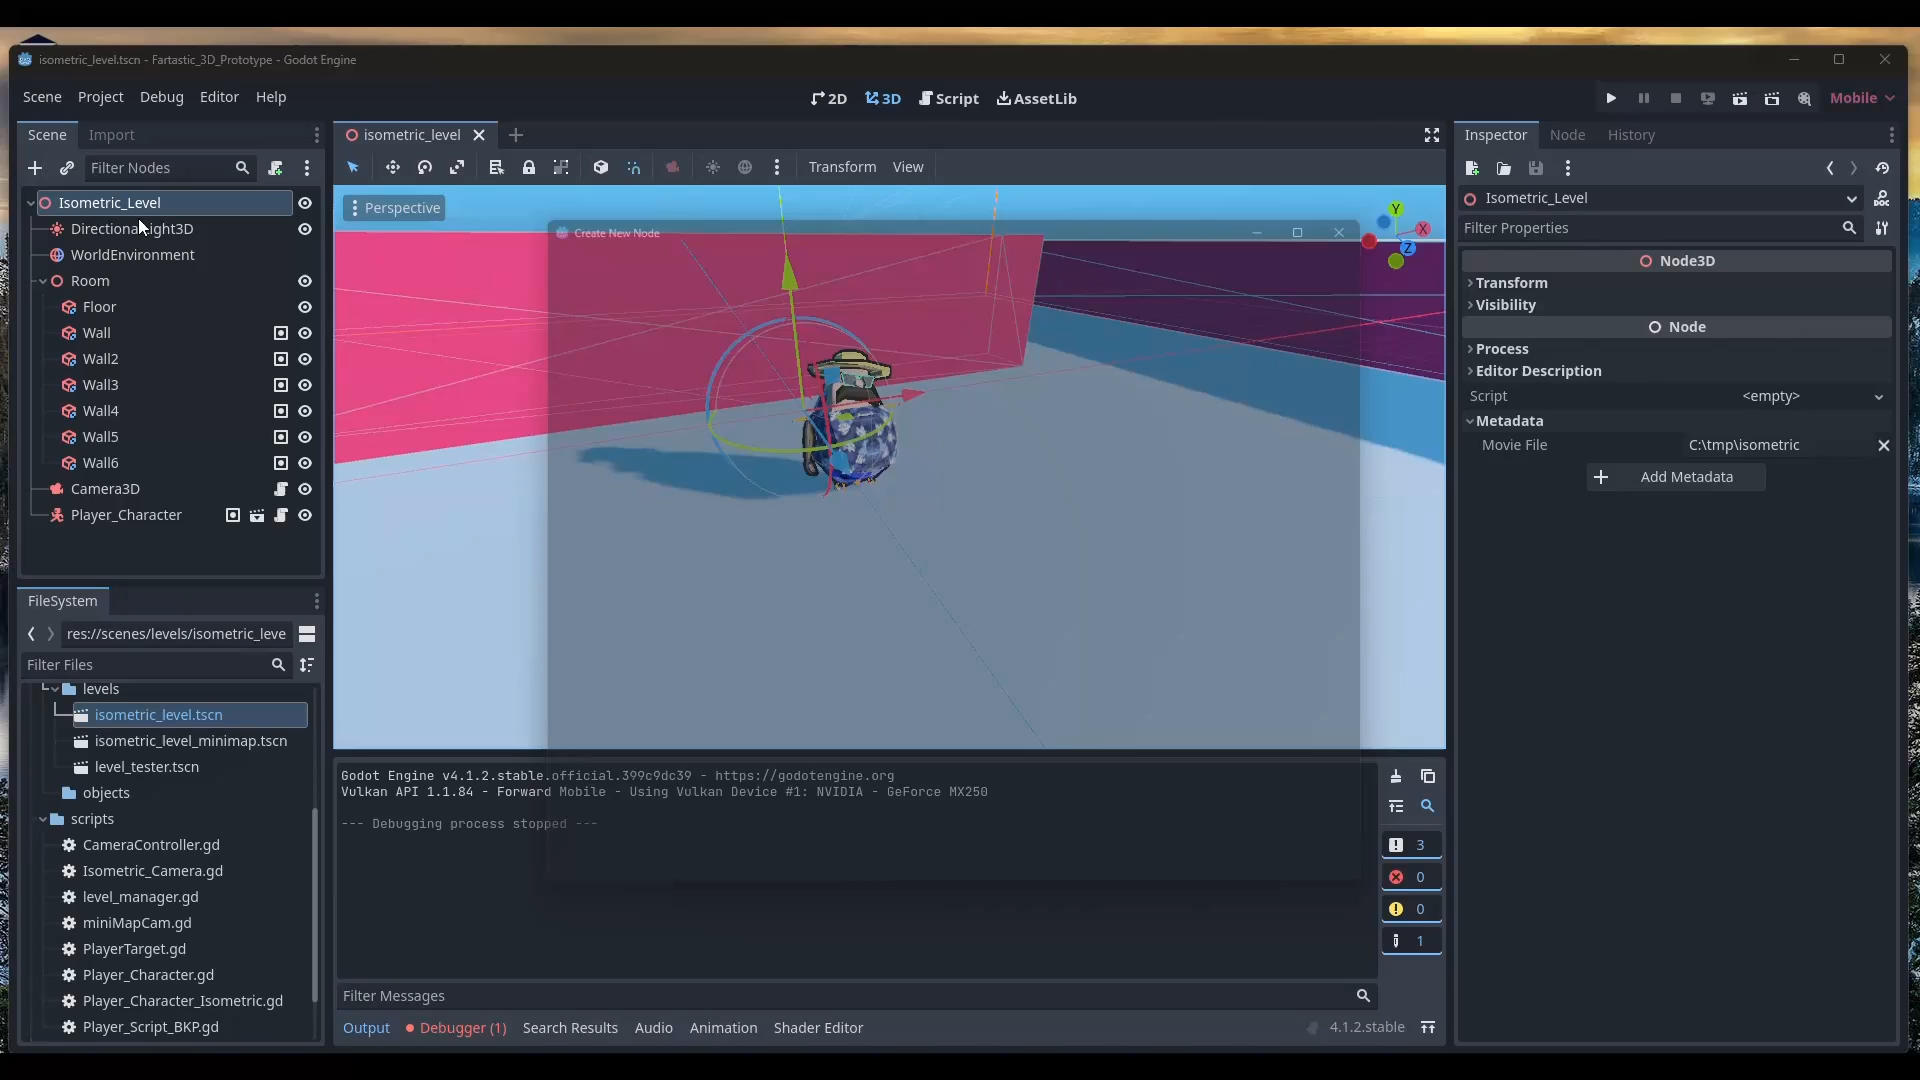 isometric_level.tscn - Fartastic_3D_Prototype - Godot Engine
Scene Project Debug Editor Help
2D 3D Script AssetLib
Mobile
Scene Import
isometric_level
Inspector Node History
Filter Nodes
Transform View
Isometric_Level
DirectionalLight3D
WorldEnvironment
Room
Floor
Wall
Wall2
Wall3
Wall4
Wall5
Wall6
Camera3D
Player_Character
Perspective
Create New Node
Y
X
Z
Isometric_Level
Filter Properties
Node3D
Transform
Visibility
Node
Process
Editor Description
Script <empty>
Metadata
Movie File C:\tmp\isometric
Add Metadata
FileSystem
res://scenes/levels/isometric_leve
Filter Files
levels
isometric_level.tscn
isometric_level_minimap.tscn
level_tester.tscn
objects
scripts
CameraController.gd
Isometric_Camera.gd
level_manager.gd
miniMapCam.gd
PlayerTarget.gd
Player_Character.gd
Player_Character_Isometric.gd
Player_Script_BKP.gd
Godot Engine v4.1.2.stable.official.399c9dc39 - https://godotengine.org
Vulkan API 1.1.84 - Forward Mobile - Using Vulkan Device #1: NVIDIA - GeForce MX250
--- Debugging process stopped ---
3
0
0
1
Filter Messages
Output Debugger (1) Search Results Audio Animation Shader Editor
4.1.2.stable